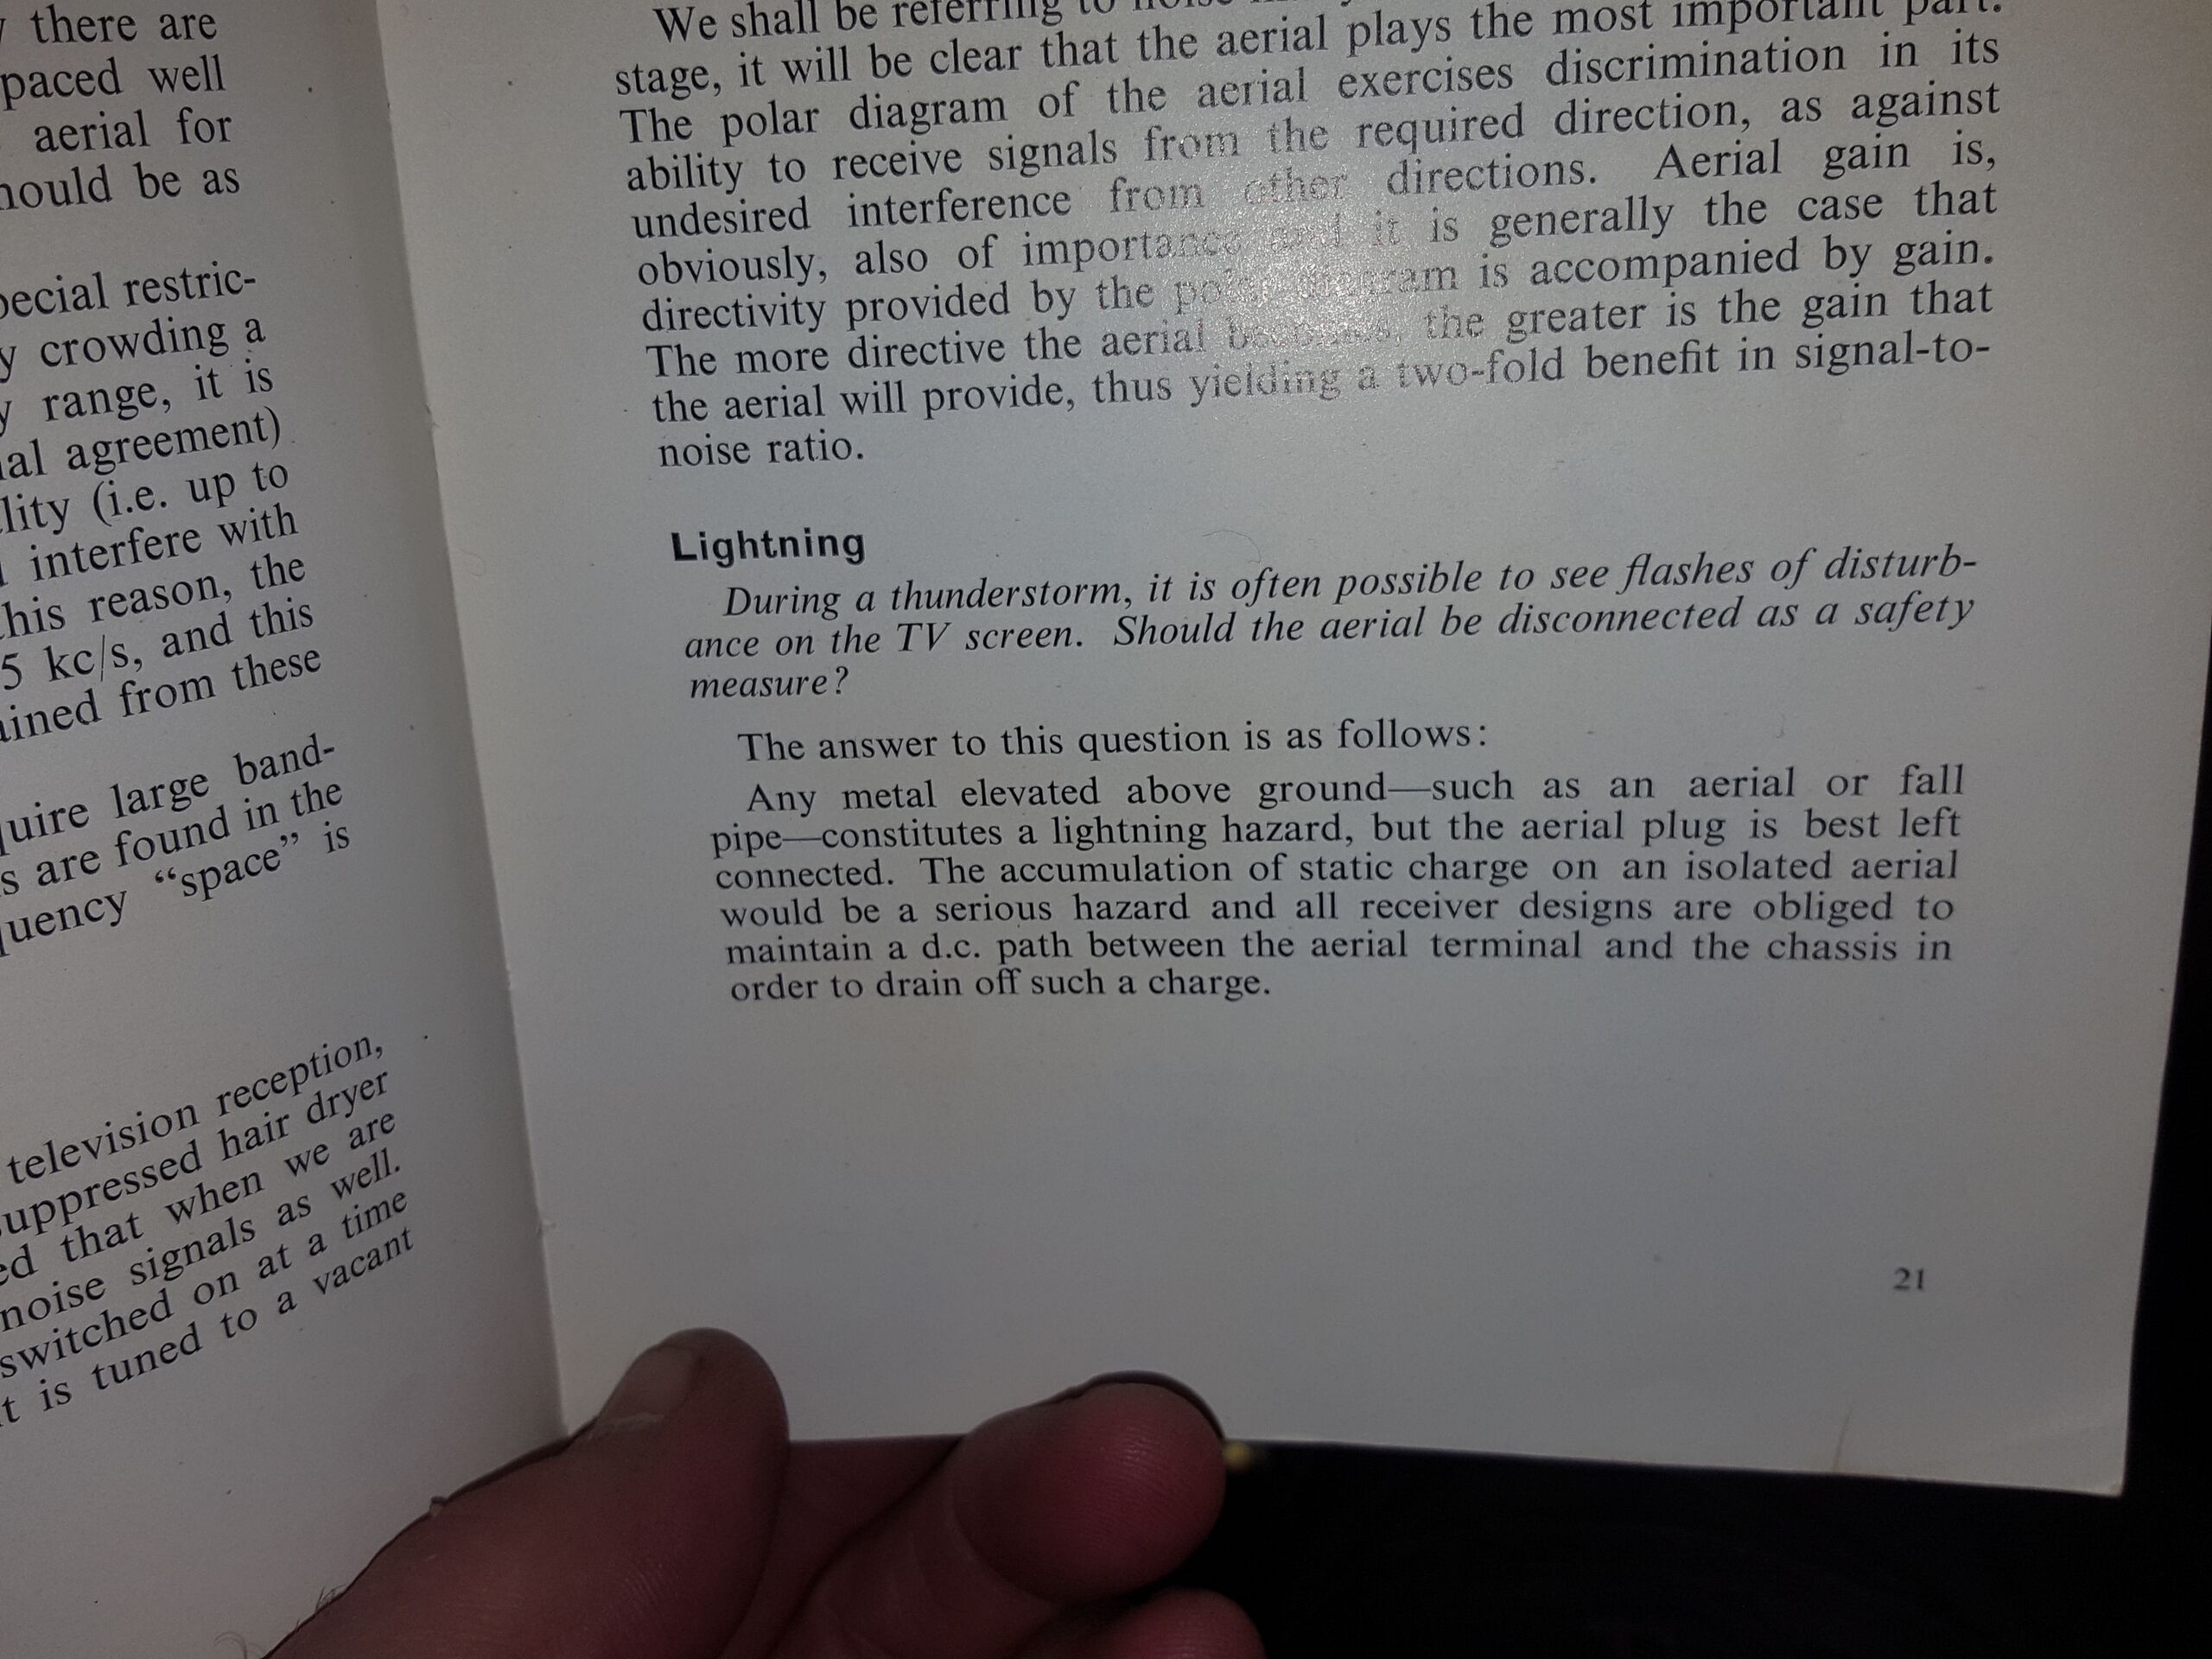 there are
paced well
aerial for
hould be as
pecial restric-
y crowding a
y range, it is
al agreement)
lity (i.e. up to
interfere with
his reason, the
5 kc/s, and this
ained from these
quire large band-
s are found in the
quency “space” is
television reception,
suppressed hair dryer
ed that when we are
noise signals as well.
switched on at a time
t is tuned to a vacant
We shall be referring to noise
stage, it will be clear that the aerial plays the most important part.
The polar diagram of the aerial exercises discrimination in its
ability to receive signals from the required direction, as against
undesired interference from other directions. Aerial gain is,
obviously, also of importance and it is generally the case that
directivity provided by the polar diagram is accompanied by gain.
The more directive the aerial becomes, the greater is the gain that
the aerial will provide, thus yielding a two-fold benefit in signal-to-
noise ratio.
Lightning
During a thunderstorm, it is often possible to see flashes of disturb-
ance on the TV screen. Should the aerial be disconnected as a safety
measure?
The answer to this question is as follows:
Any metal elevated above ground—such as an aerial or fall
pipe—constitutes a lightning hazard, but the aerial plug is best left
connected. The accumulation of static charge on an isolated aerial
would be a serious hazard and all receiver designs are obliged to
maintain a d.c. path between the aerial terminal and the chassis in
order to drain off such a charge.
21